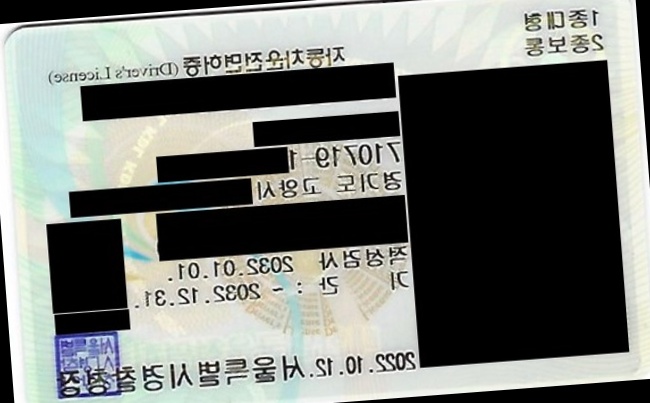 1종대형
2종보통
자동차운전면허증 (Driver's License)
710719-1
경기도 고양시
적성검사 2032.01.01.
기 간 : ~ 2032.12.31.
2022.10.12. 서울특별시경찰청장